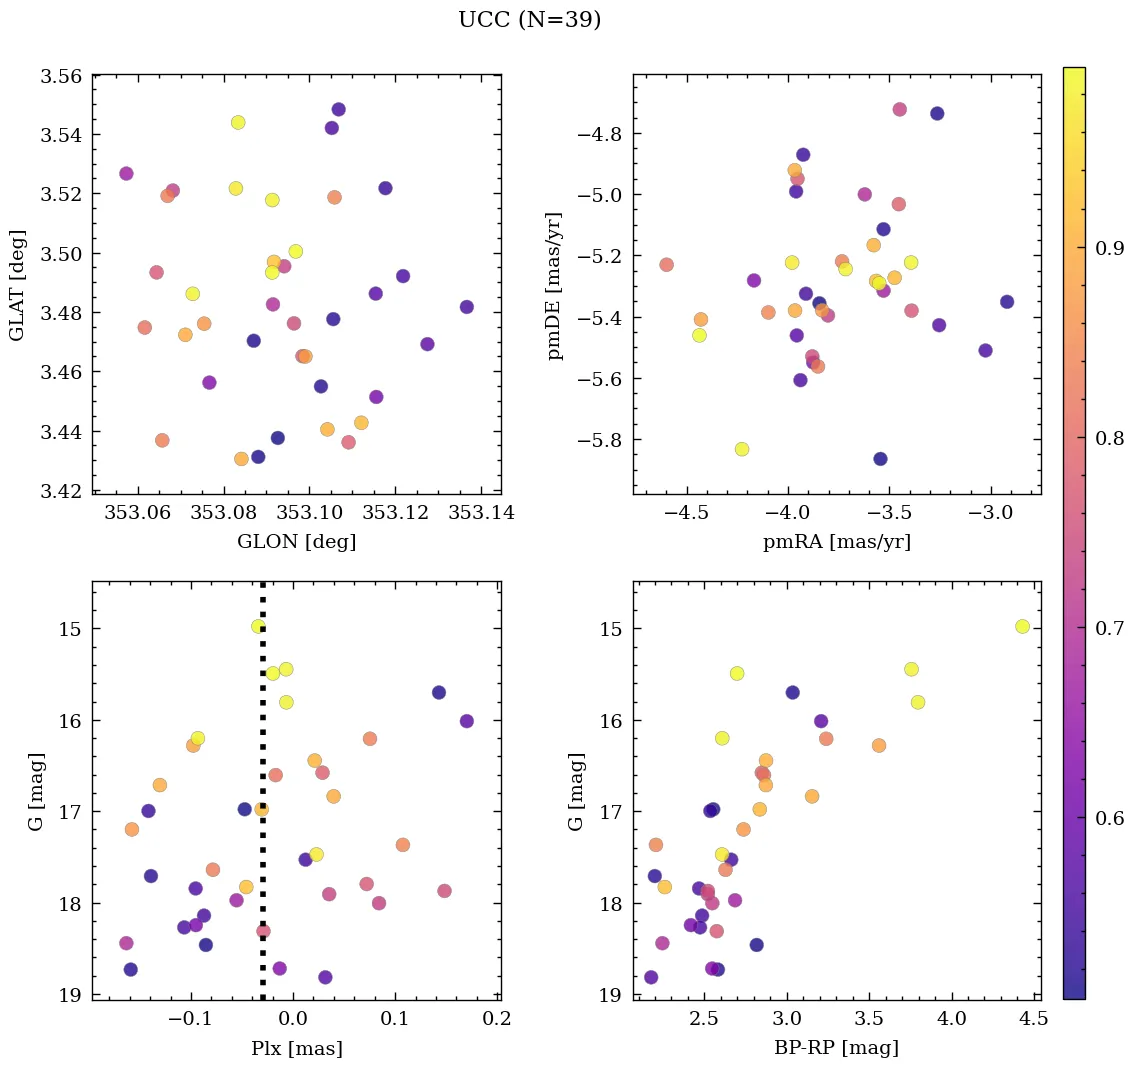 UCC (N=39)
3.56
3.54
3.52
3.50
3.48
3.46
3.44
3.42
GLAT [deg]
353.06 353.08 353.10 353.12 353.14
GLON [deg]
−4.8
−5.0
−5.2
−5.4
−5.6
−5.8
pmDE [mas/yr]
−4.5 −4.0 −3.5 −3.0
pmRA [mas/yr]
0.9
0.8
0.7
0.6
15
16
17
18
19
G [mag]
−0.1 0.0 0.1 0.2
Plx [mas]
15
16
17
18
19
G [mag]
2.5 3.0 3.5 4.0 4.5
BP-RP [mag]